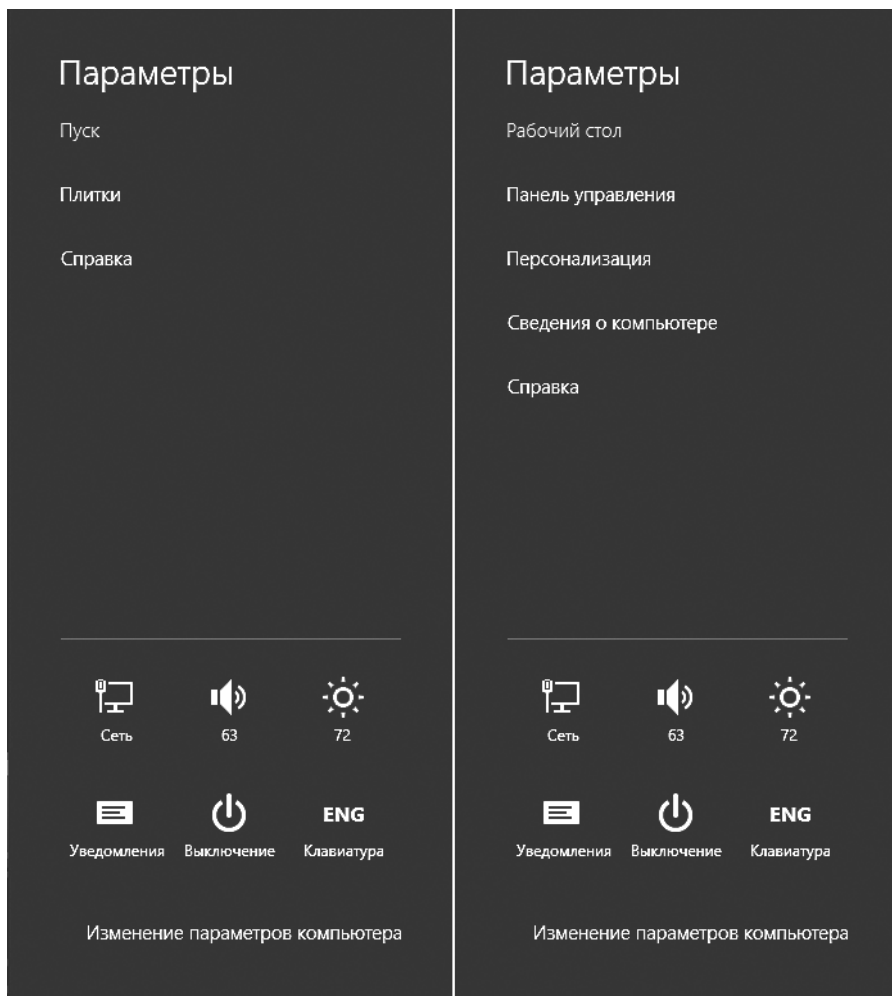 Параметры
Пуск
Плитки
Справка
Сеть 63 72
ENG
Уведомления Выключение Клавиатура
Изменение параметров компьютера
Параметры
Рабочий стол
Панель управления
Персонализация
Сведения о компьютере
Справка
Сеть 63 72
ENG
Уведомления Выключение Клавиатура
Изменение параметров компьютера